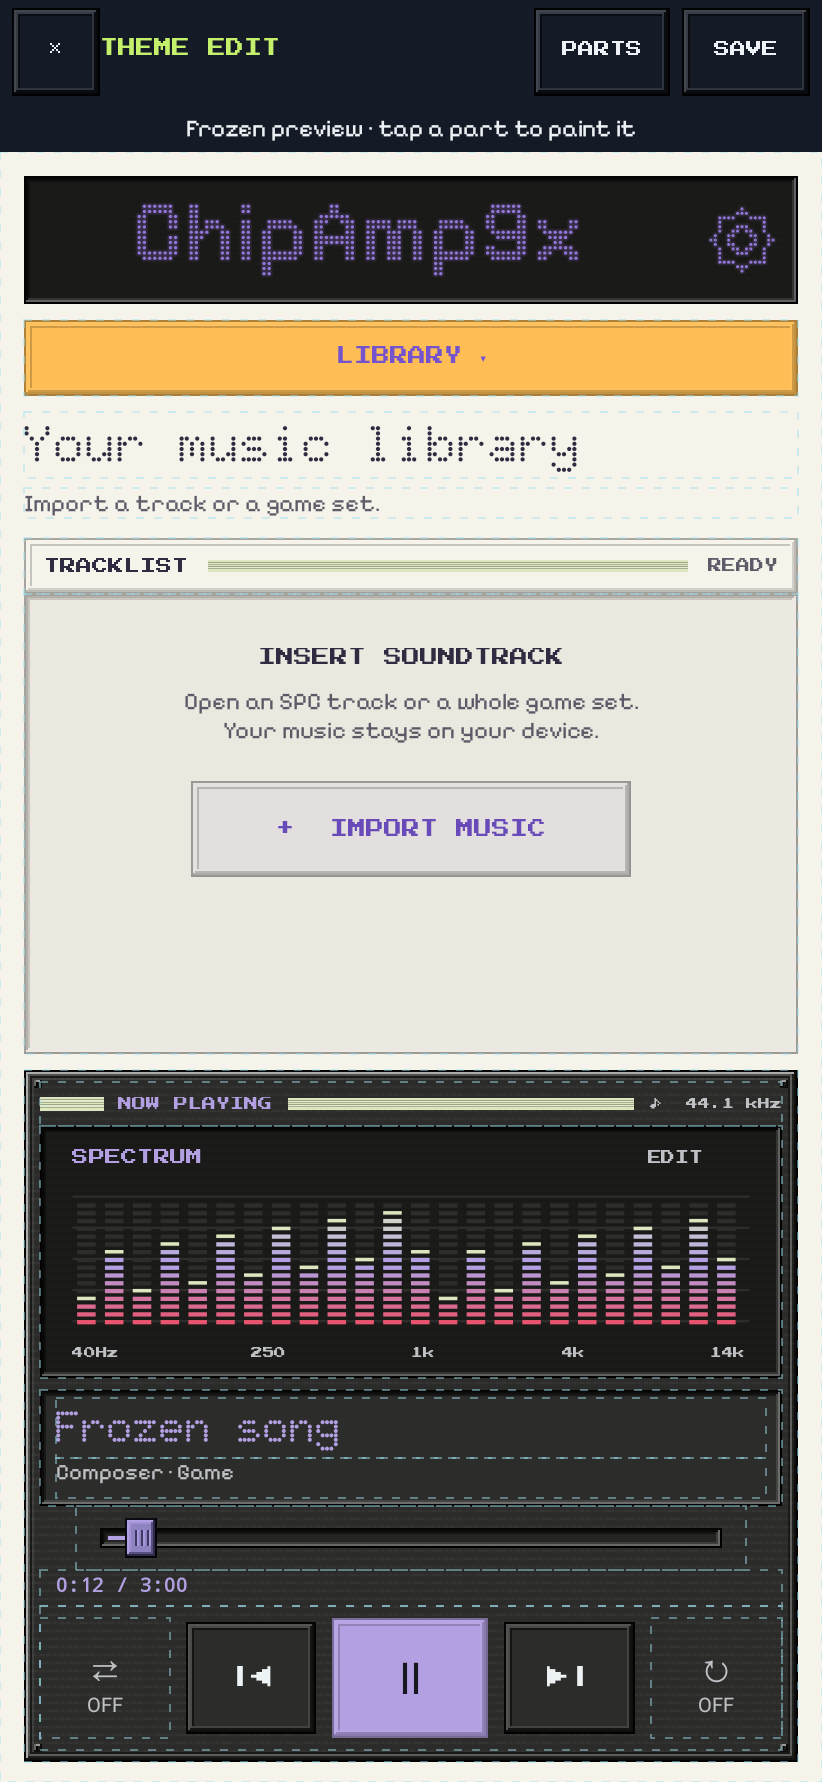 × THEME EDIT PARTS SAVE
Frozen preview · tap a part to paint it
ChipAmp9x
LIBRARY ▾
Your music library
Import a track or a game set.
TRACKLIST READY
INSERT SOUNDTRACK
Open an SPC track or a whole game set.
Your music stays on your device.
+ IMPORT MUSIC
NOW PLAYING ♪ 44.1 kHz
SPECTRUM EDIT
40Hz 250 1k 4k 14k
Frozen song
Composer · Game
0:12 / 3:00
OFF OFF